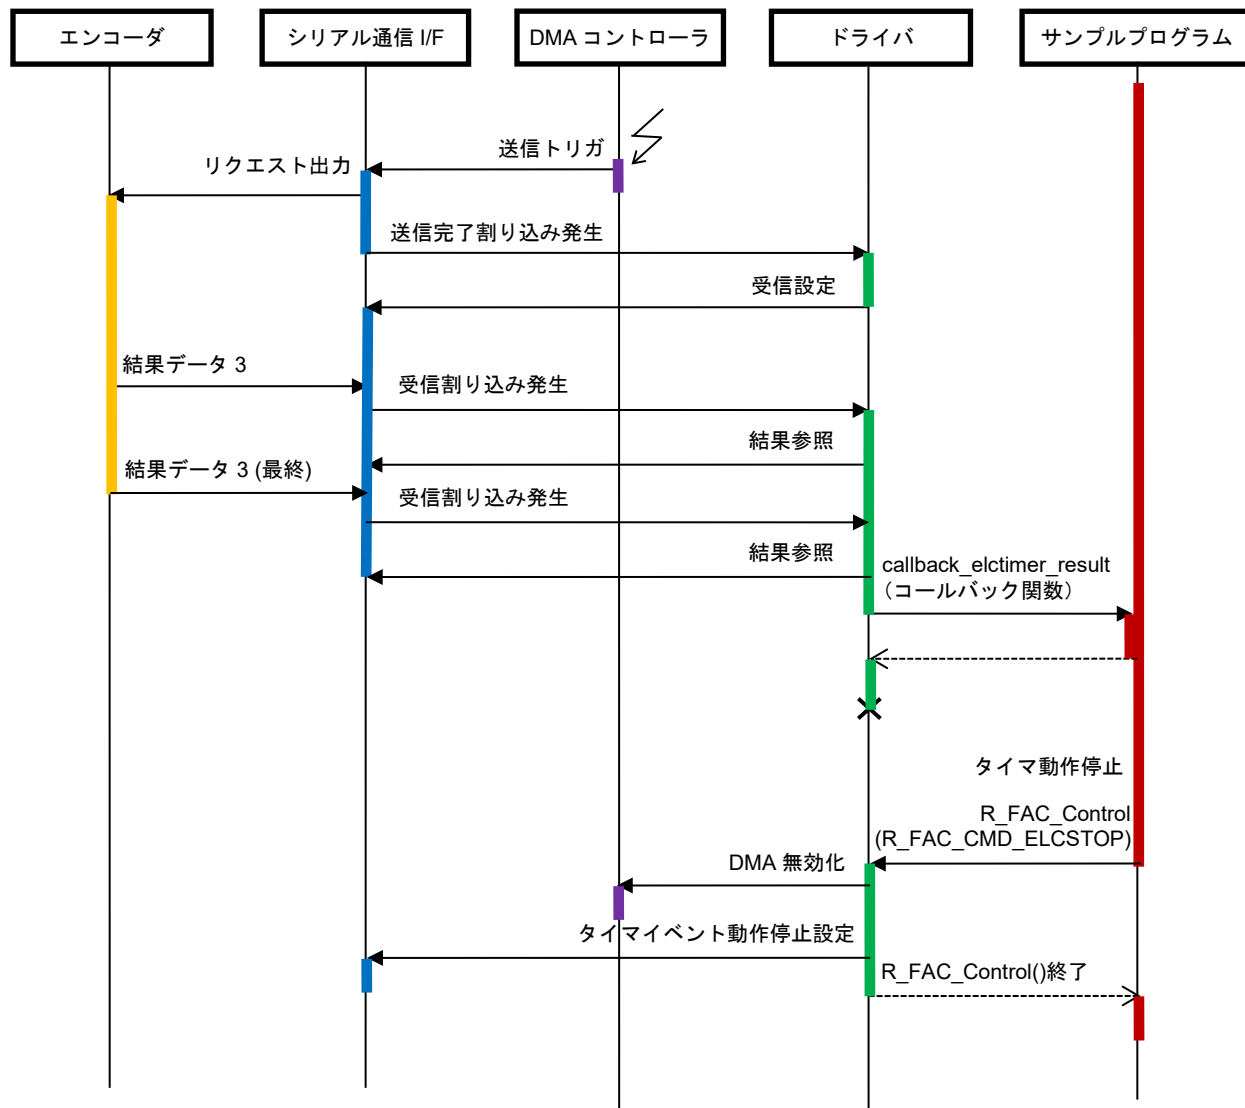 エンコーダ
シリアル通信 I/F
DMA コントローラ
ドライバ
サンプルプログラム
送信トリガ
リクエスト出力
送信完了割り込み発生
受信設定
結果データ 3
受信割り込み発生
結果参照
結果データ 3 (最終)
受信割り込み発生
結果参照
callback_elctimer_result
（コールバック関数）
タイマ動作停止
R_FAC_Control
(R_FAC_CMD_ELCSTOP)
DMA 無効化
タイマイベント動作停止設定
R_FAC_Control()終了